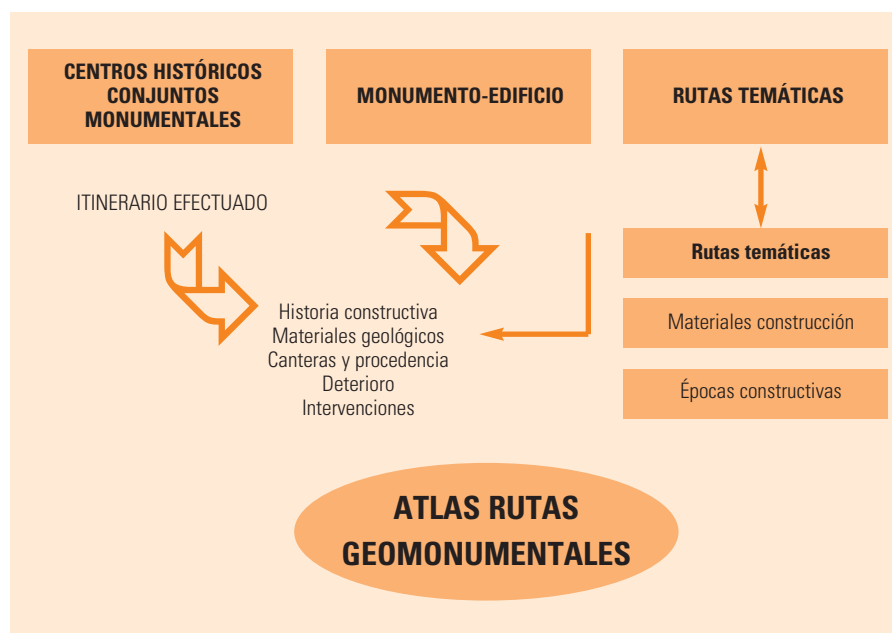 CENTROS HISTÓRICOS
CONJUNTOS
MONUMENTALES
MONUMENTO-EDIFICIO
RUTAS TEMÁTICAS
ITINERARIO EFECTUADO
Historia constructiva
Materiales geológicos
Canteras y procedencia
Deterioro
Intervenciones
Rutas temáticas
Materiales construcción
Épocas constructivas
ATLAS RUTAS
GEOMONUMENTALES